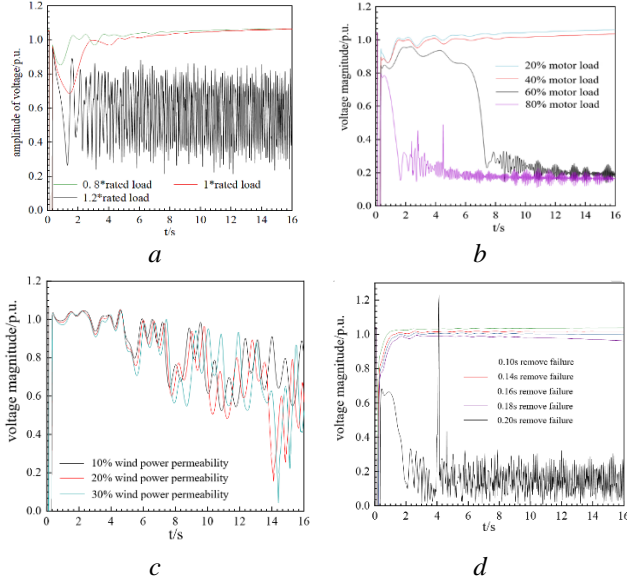 1.2
1.0
0.8
0.6
0.4
0.2
0.0
amplitude of voltage/p.u.
0. 8*rated load
1*rated load
1.2*rated load
0 2 4 6 8 10 12 14 16
t/s
a
1.2
1.0
0.8
0.6
0.4
0.2
0.0
voltage magnitude/p.u.
20% motor load
40% motor load
60% motor load
80% motor load
0 2 4 6 8 10 12 14 16
t/s
b
1.2
1.0
0.8
0.6
0.4
0.2
0.0
voltage magnitude/p.u.
10% wind power permeability
20% wind power permeability
30% wind power permeability
0 2 4 6 8 10 12 14 16
t/s
c
1.2
1.0
0.8
0.6
0.4
0.2
0.0
voltage magnitude/p.u.
0.10s remove failure
0.14s remove failure
0.16s remove failure
0.18s remove failure
0.20s remove failure
0 2 4 6 8 10 12 14 16
t/s
d